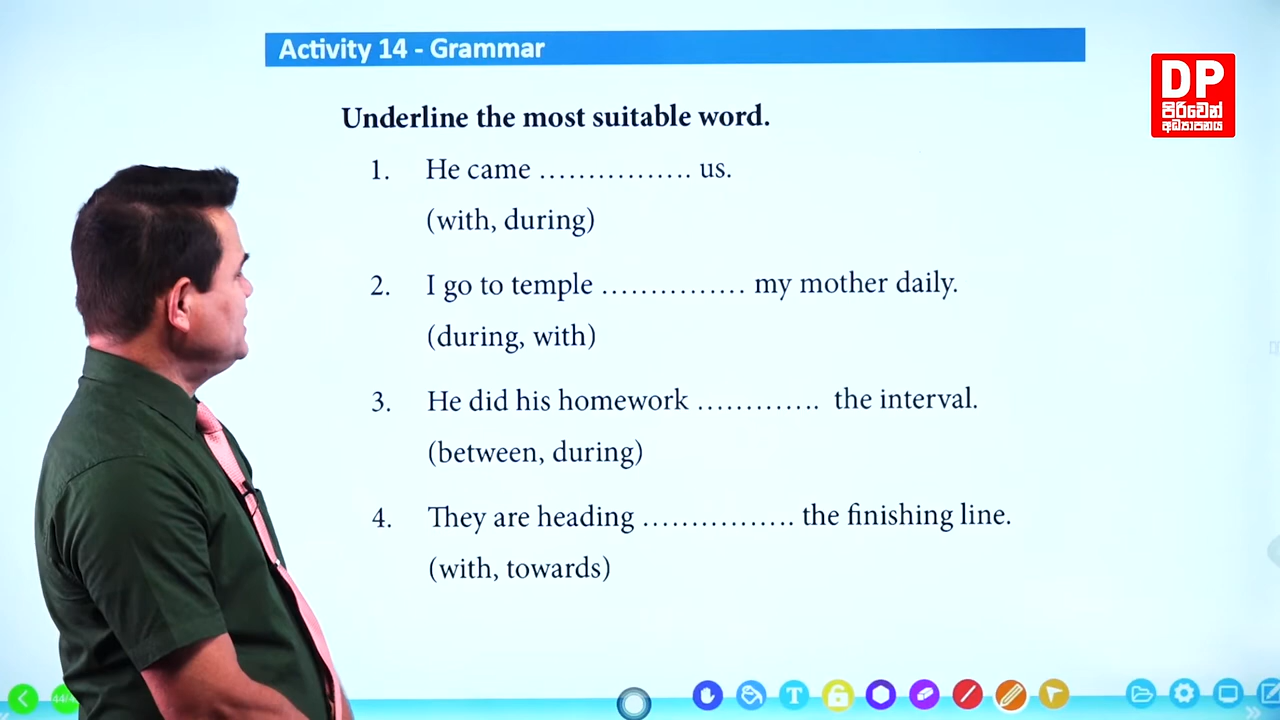 Activity 14 - Grammar
DP
පිරිවෙන්
අධ්‍යාපනය
Underline the most suitable word.
1. He came ................ us.
(with, during)
2. I go to temple ............... my mother daily.
(during, with)
3. He did his homework ............. the interval.
(between, during)
4. They are heading ................ the finishing line.
(with, towards)